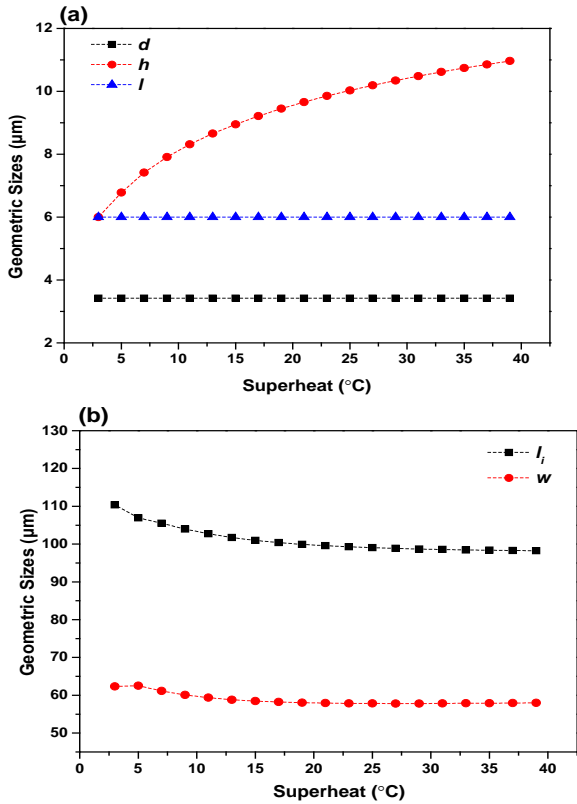 (a)
d
h
l
12
10
8
6
4
2
Geometric Sizes (µm)
0 5 10 15 20 25 30 35 40
Superheat (°C)
(b)
l_i
w
130
120
110
100
90
80
70
60
50
Geometric Sizes (µm)
0 5 10 15 20 25 30 35 40
Superheat (°C)